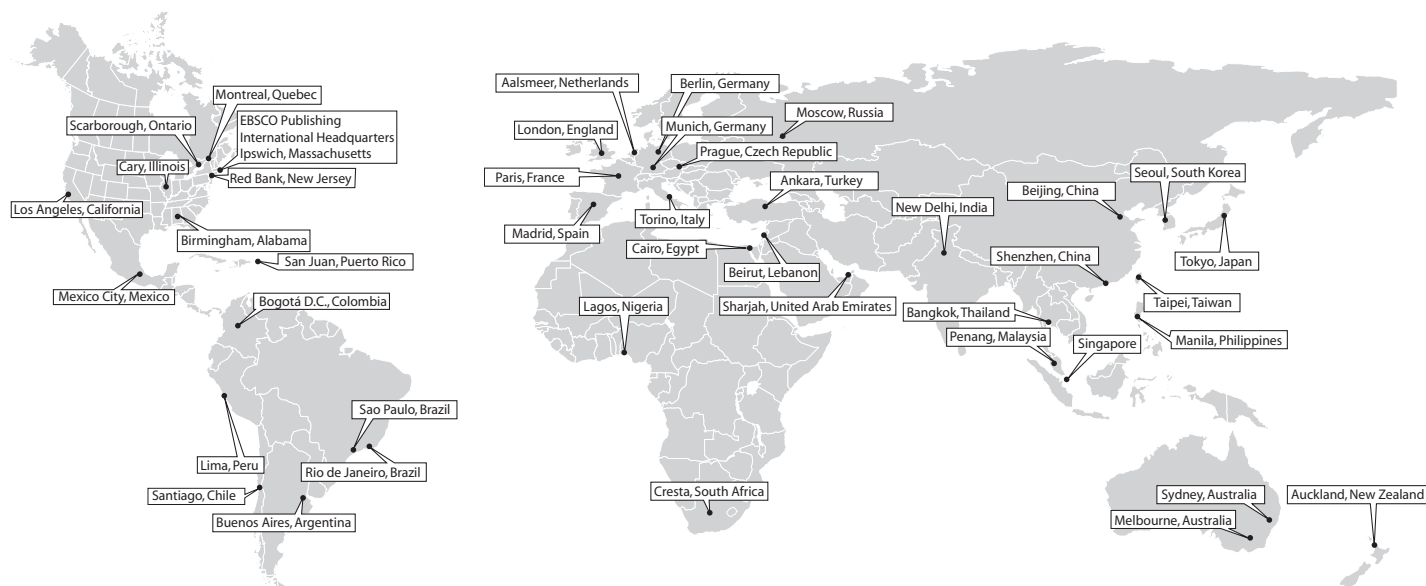 Montreal, Quebec
Scarborough, Ontario
EBSCO Publishing
International Headquarters
Ipswich, Massachusetts
Cary, Illinois
Red Bank, New Jersey
Los Angeles, California
Birmingham, Alabama
San Juan, Puerto Rico
Mexico City, Mexico
Bogotá D.C., Colombia
Sao Paulo, Brazil
Lima, Peru
Rio de Janeiro, Brazil
Santiago, Chile
Buenos Aires, Argentina
Aalsmeer, Netherlands
Berlin, Germany
Moscow, Russia
London, England
Munich, Germany
Prague, Czech Republic
Paris, France
Ankara, Turkey
Torino, Italy
Madrid, Spain
Cairo, Egypt
Beirut, Lebanon
Lagos, Nigeria
Sharjah, United Arab Emirates
Cresta, South Africa
New Delhi, India
Beijing, China
Seoul, South Korea
Shenzhen, China
Tokyo, Japan
Taipei, Taiwan
Bangkok, Thailand
Penang, Malaysia
Singapore
Manila, Philippines
Sydney, Australia
Auckland, New Zealand
Melbourne, Australia